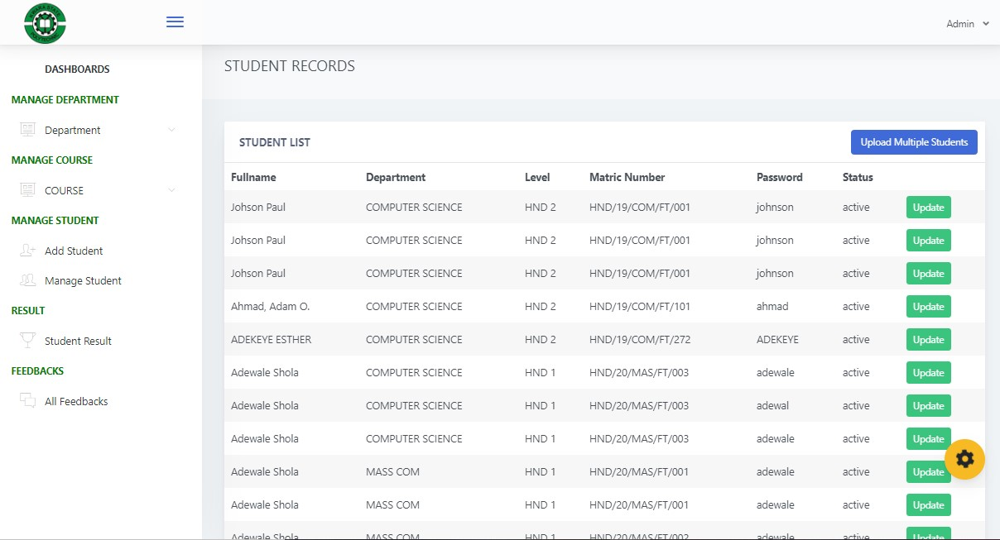 KWARA STATE
POLYTECHNIC
Admin
DASHBOARDS
MANAGE DEPARTMENT
Department
MANAGE COURSE
COURSE
MANAGE STUDENT
Add Student
Manage Student
RESULT
Student Result
FEEDBACKS
All Feedbacks
STUDENT RECORDS
STUDENT LIST
Upload Multiple Students
Fullname Department Level Matric Number Password Status
Johson Paul COMPUTER SCIENCE HND 2 HND/19/COM/FT/001 johnson active Update
Johson Paul COMPUTER SCIENCE HND 2 HND/19/COM/FT/001 johnson active Update
Johson Paul COMPUTER SCIENCE HND 2 HND/19/COM/FT/001 johnson active Update
Ahmad, Adam O. COMPUTER SCIENCE HND 2 HND/19/COM/FT/101 ahmad active Update
ADEKEYE ESTHER COMPUTER SCIENCE HND 2 HND/19/COM/FT/272 ADEKEYE active Update
Adewale Shola COMPUTER SCIENCE HND 1 HND/20/MAS/FT/003 adewale active Update
Adewale Shola COMPUTER SCIENCE HND 1 HND/20/MAS/FT/003 adewal active Update
Adewale Shola COMPUTER SCIENCE HND 1 HND/20/MAS/FT/003 adewale active Update
Adewale Shola MASS COM HND 1 HND/20/MAS/FT/001 adewale active Update
Adewale Shola MASS COM HND 1 HND/20/MAS/FT/001 adewale active Update
Adewale Shola MASS COM HND 1 HND/20/MAS/FT/002 adewale active Update